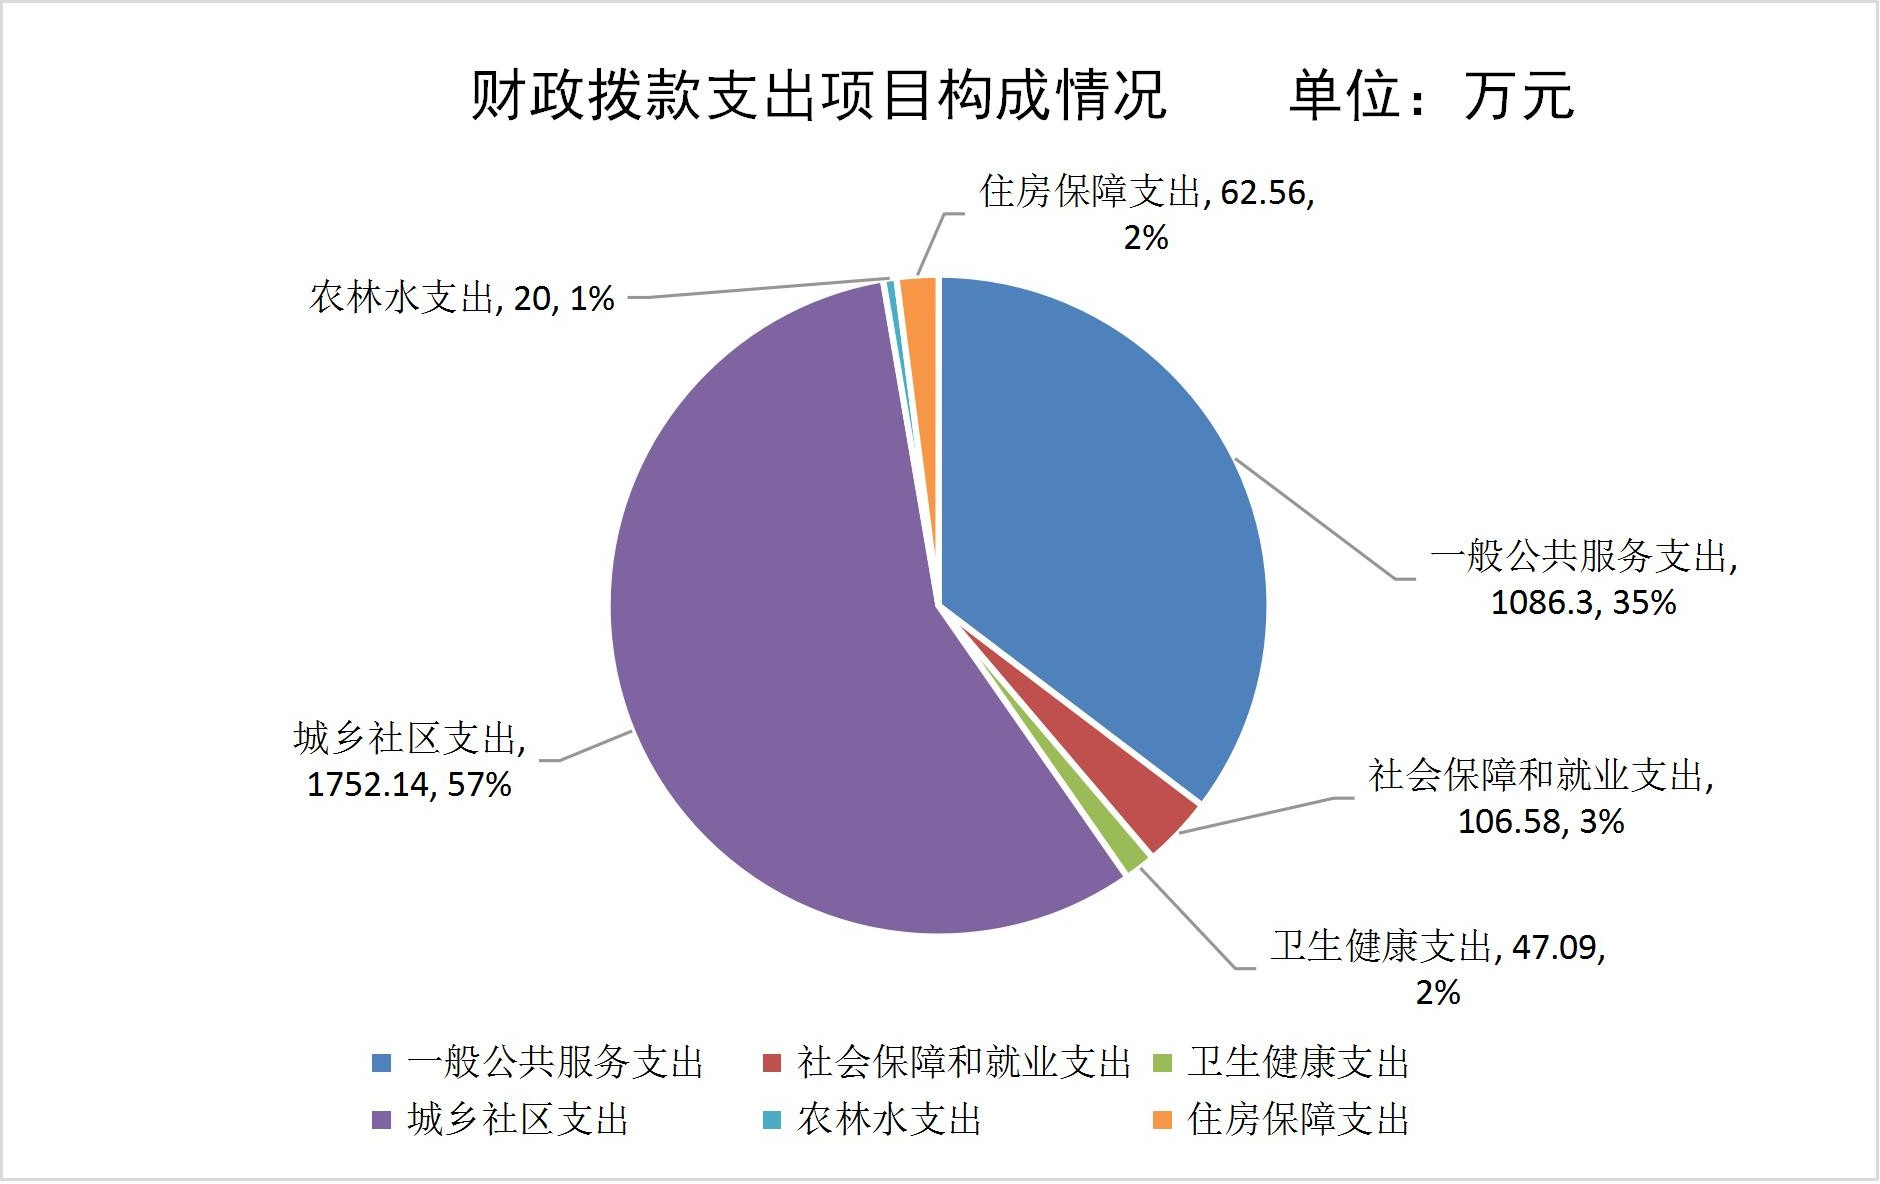 财政拨款支出项目构成情况 单位：万元
住房保障支出, 62.56,
2%
农林水支出, 20, 1%
一般公共服务支出,
1086.3, 35%
城乡社区支出,
1752.14, 57%
社会保障和就业支出,
106.58, 3%
卫生健康支出, 47.09,
2%
一般公共服务支出 社会保障和就业支出 卫生健康支出
城乡社区支出 农林水支出 住房保障支出